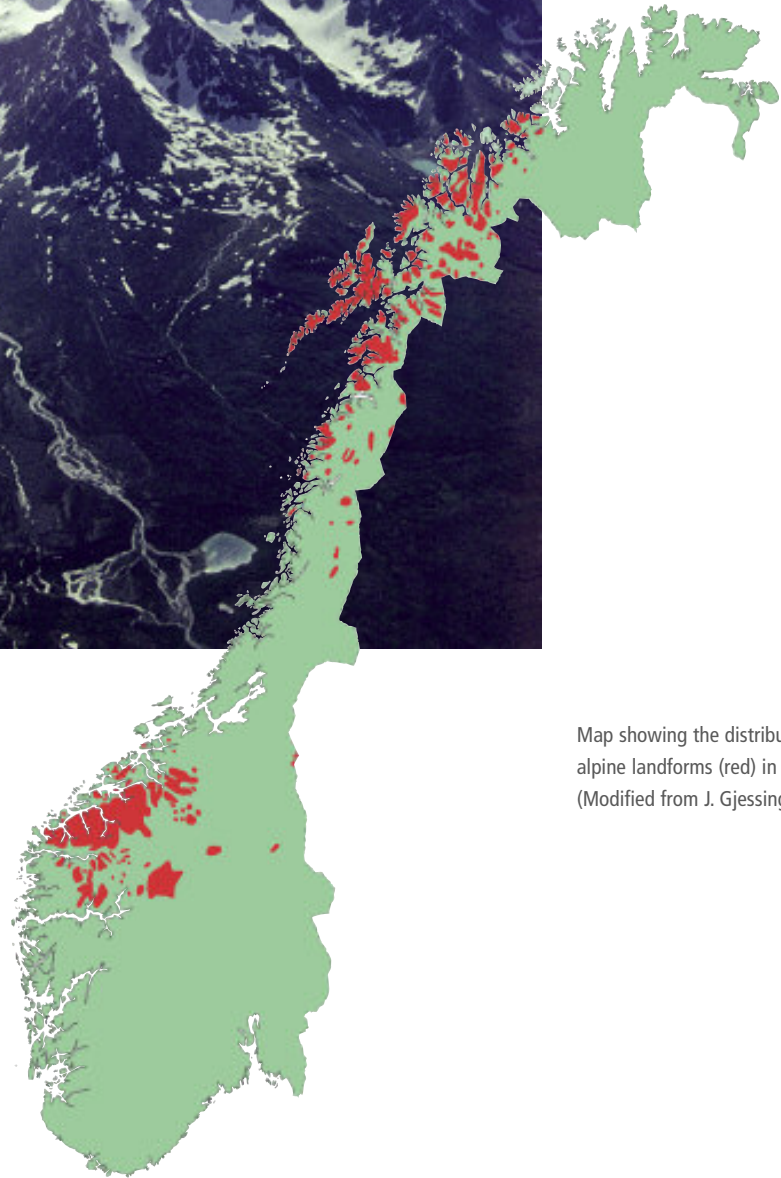 Map showing the distribu
alpine landforms (red) in
(Modified from J. Gjessing